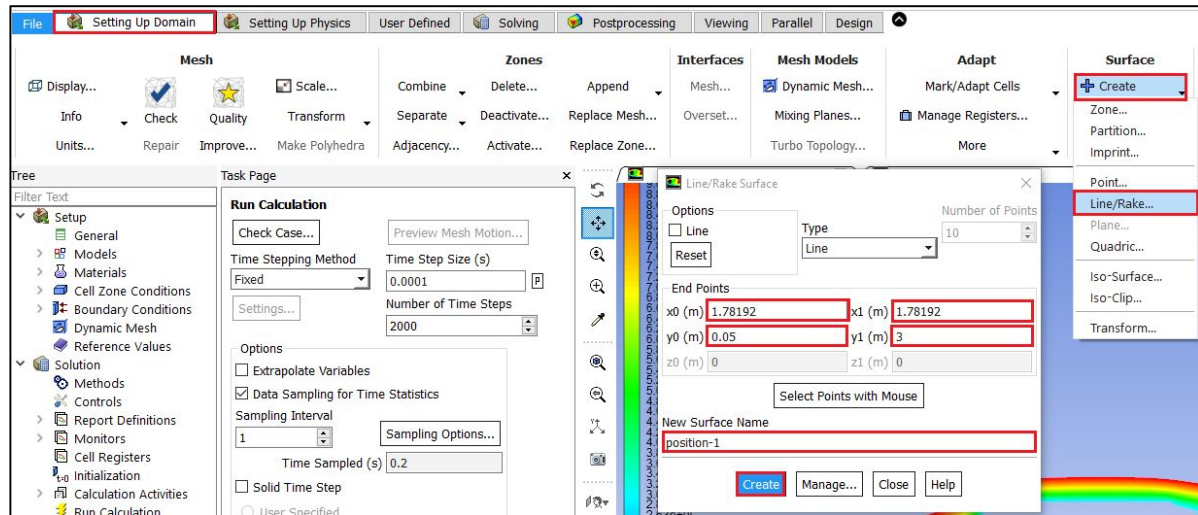 File Setting Up Domain Setting Up Physics User Defined Solving Postprocessing Viewing Parallel Design
Mesh Zones Interfaces Mesh Models Adapt Surface
Display... Scale... Combine Delete... Append Mesh... Dynamic Mesh... Mark/Adapt Cells Create
Info Check Quality Transform Separate Deactivate... Replace Mesh... Overset... Mixing Planes... Manage Registers...
Units... Repair Improve... Make Polyhedra Adjacency... Activate... Replace Zone... Turbo Topology... More
Zone...
Partition...
Imprint...
Point...
Line/Rake...
Plane...
Quadric...
Iso-Surface...
Iso-Clip...
Transform...
Tree
Filter Text
Setup
General
Models
Materials
Cell Zone Conditions
Boundary Conditions
Dynamic Mesh
Reference Values
Solution
Methods
Controls
Report Definitions
Monitors
Cell Registers
t=0 Initialization
Calculation Activities
Run Calculation
Task Page
Run Calculation
Check Case... Preview Mesh Motion...
Time Stepping Method Time Step Size (s)
Fixed 0.0001 P
Settings... Number of Time Steps
2000
Options
Extrapolate Variables
Data Sampling for Time Statistics
Sampling Interval
1 Sampling Options...
Time Sampled (s) 0.2
Solid Time Step
User Specified
Line/Rake Surface
Options Type Number of Points
Line Line 10
Reset
End Points
x0 (m) 1.78192 x1 (m) 1.78192
y0 (m) 0.05 y1 (m) 3
z0 (m) 0 z1 (m) 0
Select Points with Mouse
New Surface Name
position-1
Create Manage... Close Help